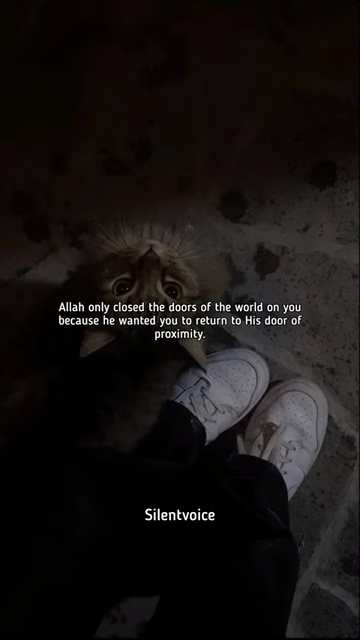 Allah only closed the doors of the world on you
because he wanted you to return to His door of
proximity.
Silentvoice